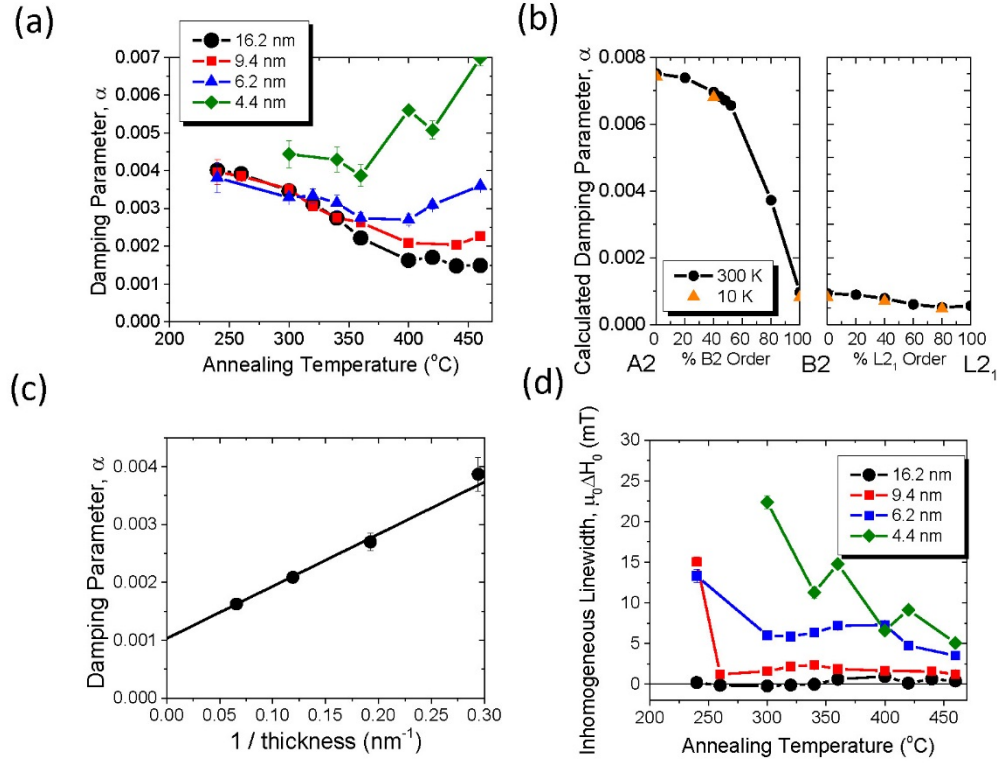 (a)
16.2 nm
9.4 nm
6.2 nm
4.4 nm
0.007
0.006
0.005
0.004
0.003
0.002
0.001
0.000
Damping Parameter, α
200 250 300 350 400 450
Annealing Temperature (°C)
(b)
0.008
0.006
0.004
0.002
0.000
Calculated Damping Parameter, α
300 K
10 K
0 20 40 60 80 100
0 20 40 60 80 100
A2 % B2 Order B2 % L2₁ Order L2₁
(c)
0.004
0.003
0.002
0.001
0.000
Damping Parameter, α
0.00 0.05 0.10 0.15 0.20 0.25 0.30
1 / thickness (nm⁻¹)
(d)
30
25
20
15
10
5
0
Inhomogeneous Linewidth, μ₀ΔH₀ (mT)
16.2 nm
9.4 nm
6.2 nm
4.4 nm
200 250 300 350 400 450
Annealing Temperature (°C)